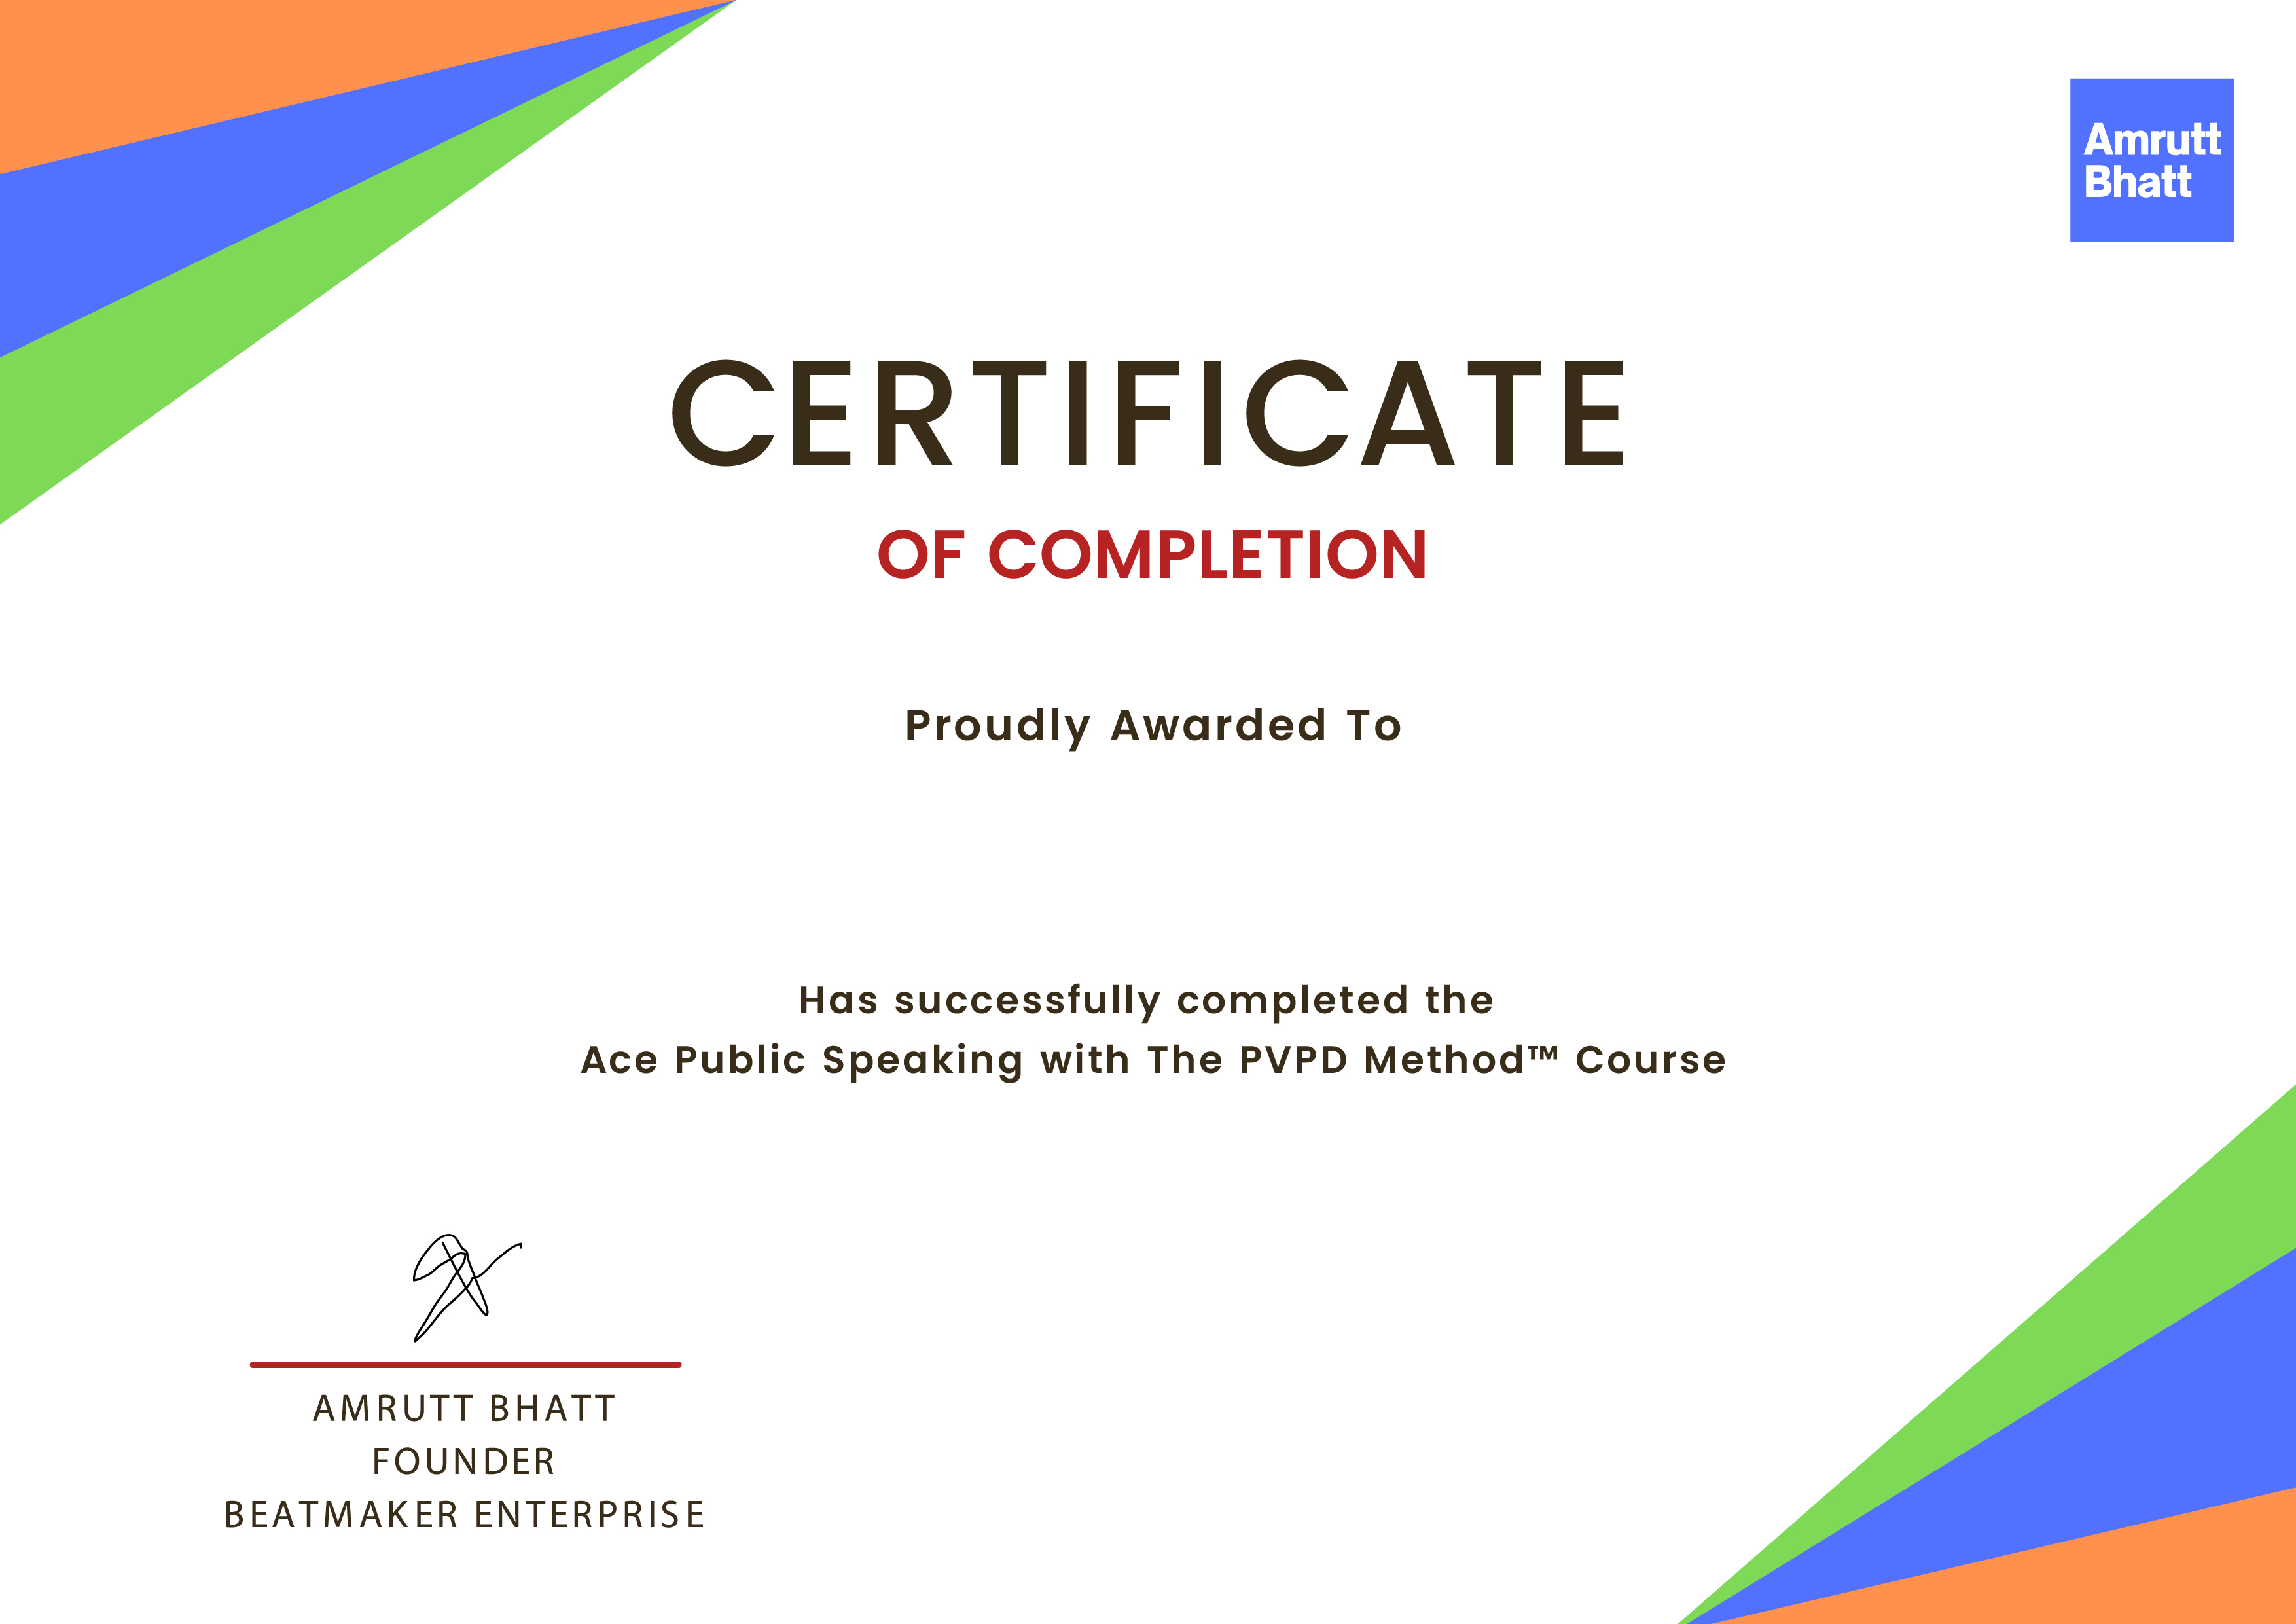 Amrutt
Bhatt
CERTIFICATE
OF COMPLETION
Proudly Awarded To
Has successfully completed the
Ace Public Speaking with The PVPD Method™ Course
AMRUTT BHATT
FOUNDER
BEATMAKER ENTERPRISE